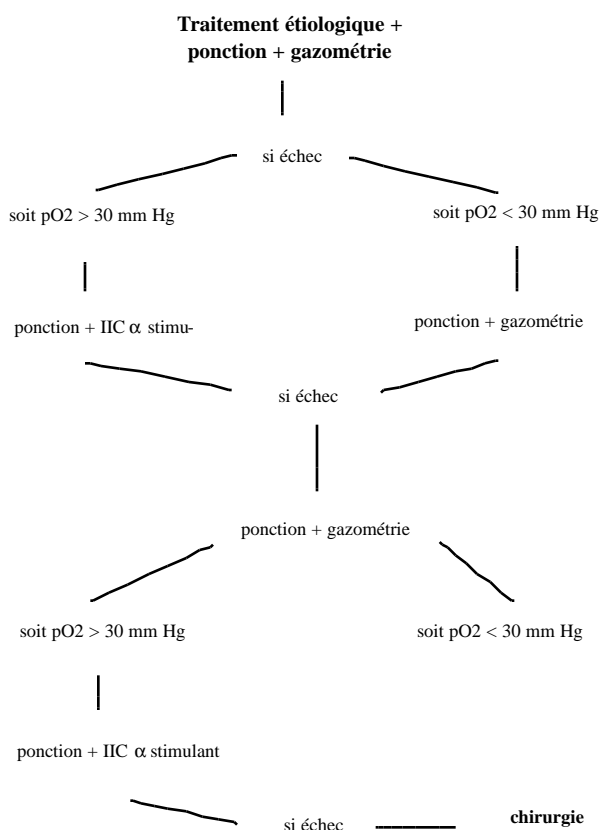 Traitement étiologique +
ponction + gazométrie
si échec
soit pO2 > 30 mm Hg
soit pO2 < 30 mm Hg
ponction + IIC α stimu-
ponction + gazométrie
si échec
ponction + gazométrie
soit pO2 > 30 mm Hg
soit pO2 < 30 mm Hg
ponction + IIC α stimulant
si échec
chirurgie